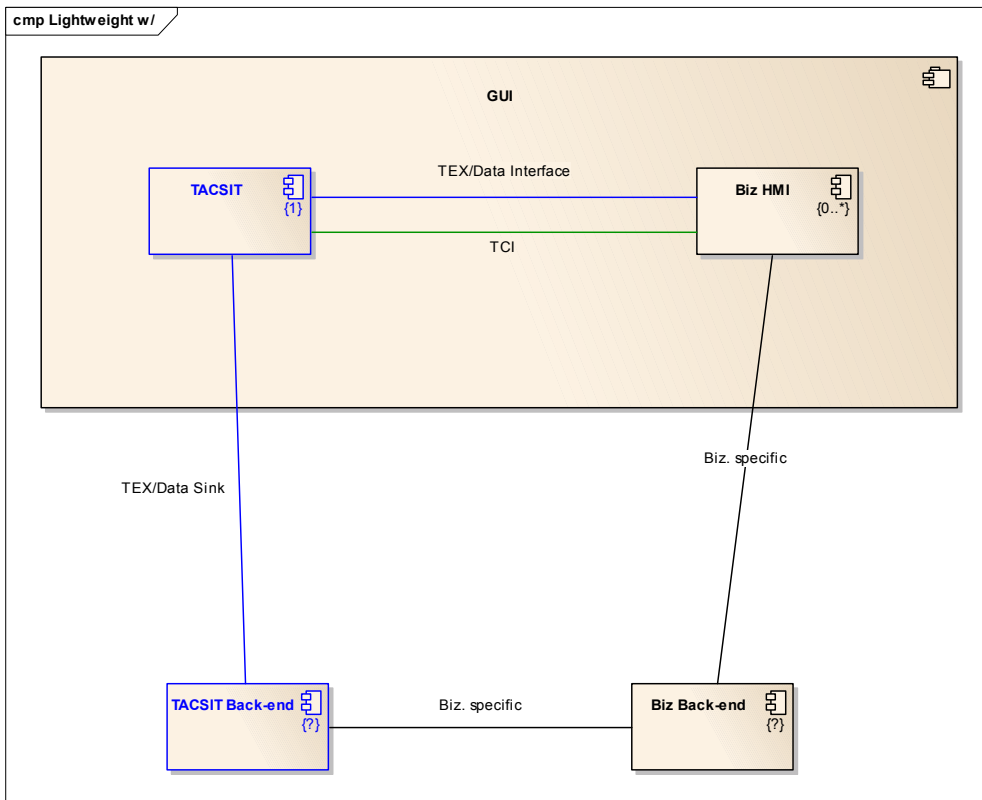 cmp Lightweight w/
GUI
TEX/Data Interface
TACSIT
{1}
Biz HMI
{0..*}
TCI
Biz. specific
TEX/Data Sink
TACSIT Back-end
{?}
Biz. specific
Biz Back-end
{?}